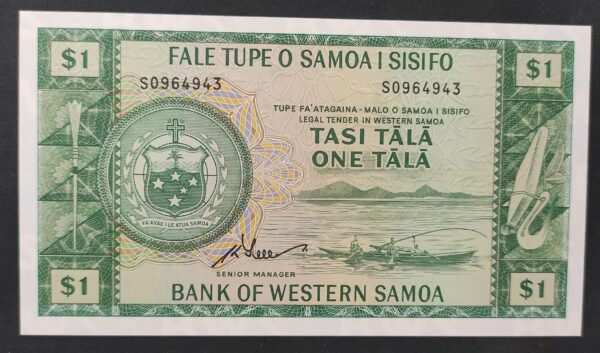 $1 FALE TUPE O SAMOA I SISIFO $1
S0964943 S0964943
TUPE FA'ATAGAINA - MALO O SAMOA I SISIFO
LEGAL TENDER IN WESTERN SAMOA
TASI TĀLĀ
ONE TĀLĀ
FA'AVAE I LE ATUA SAMOA
SENIOR MANAGER
$1 BANK OF WESTERN SAMOA $1